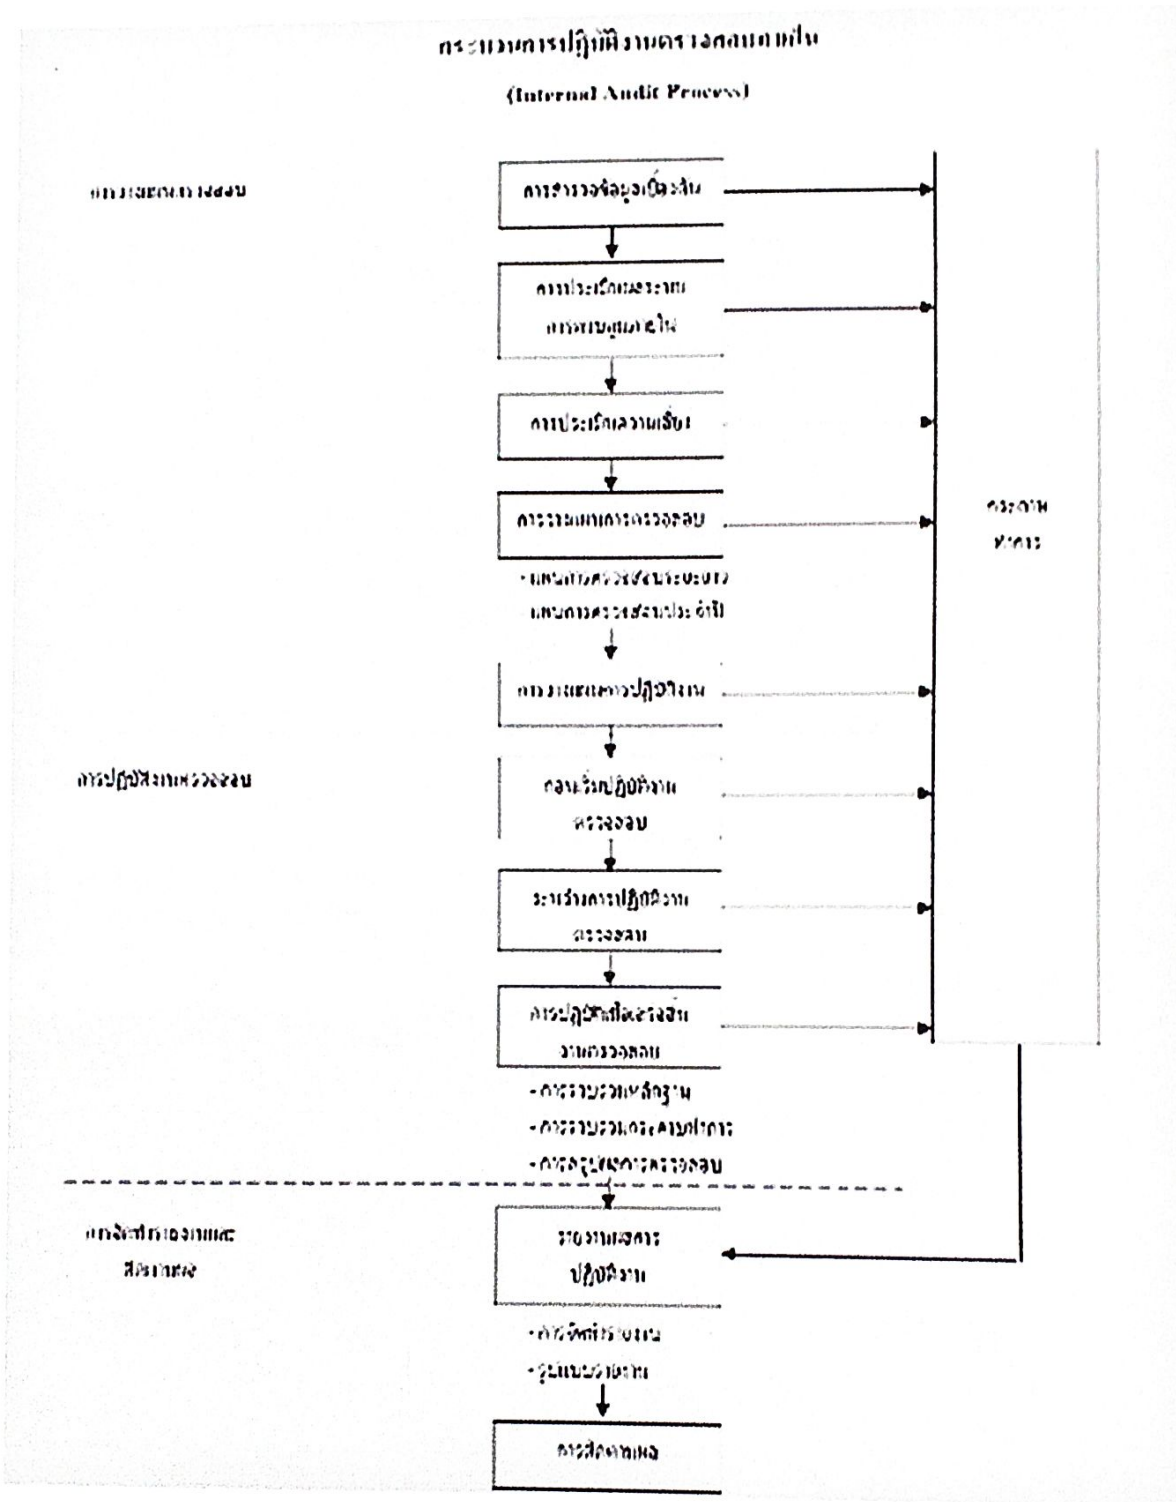 กระบวนการปฏิบัติงานตรวจสอบภายใน
(Internal Audit Process)
การวางแผนตรวจสอบ
การสำรวจข้อมูลเบื้องต้น
การประเมินผลระบบ
การควบคุมภายใน
การประเมินความเสี่ยง
การวางแผนการตรวจสอบ
- แผนการตรวจสอบระยะยาว
แผนการตรวจสอบประจำปี
กระดาษ
ทำการ
การวางแผนการปฏิบัติงาน
การปฏิบัติงานตรวจสอบ
ก่อนเริ่มปฏิบัติงาน
ตรวจสอบ
ระหว่างการปฏิบัติงาน
ตรวจสอบ
การปฏิบัติเมื่อเสร็จสิ้น
งานตรวจสอบ
- การรวบรวมหลักฐาน
- การรวบรวมกระดาษทำการ
- การสรุปผลการตรวจสอบ
การจัดทำรายงานและ
ติดตามผล
รายงานผลการ
ปฏิบัติงาน
- การจัดทำรายงาน
- รูปแบบรายงาน
การติดตามผล